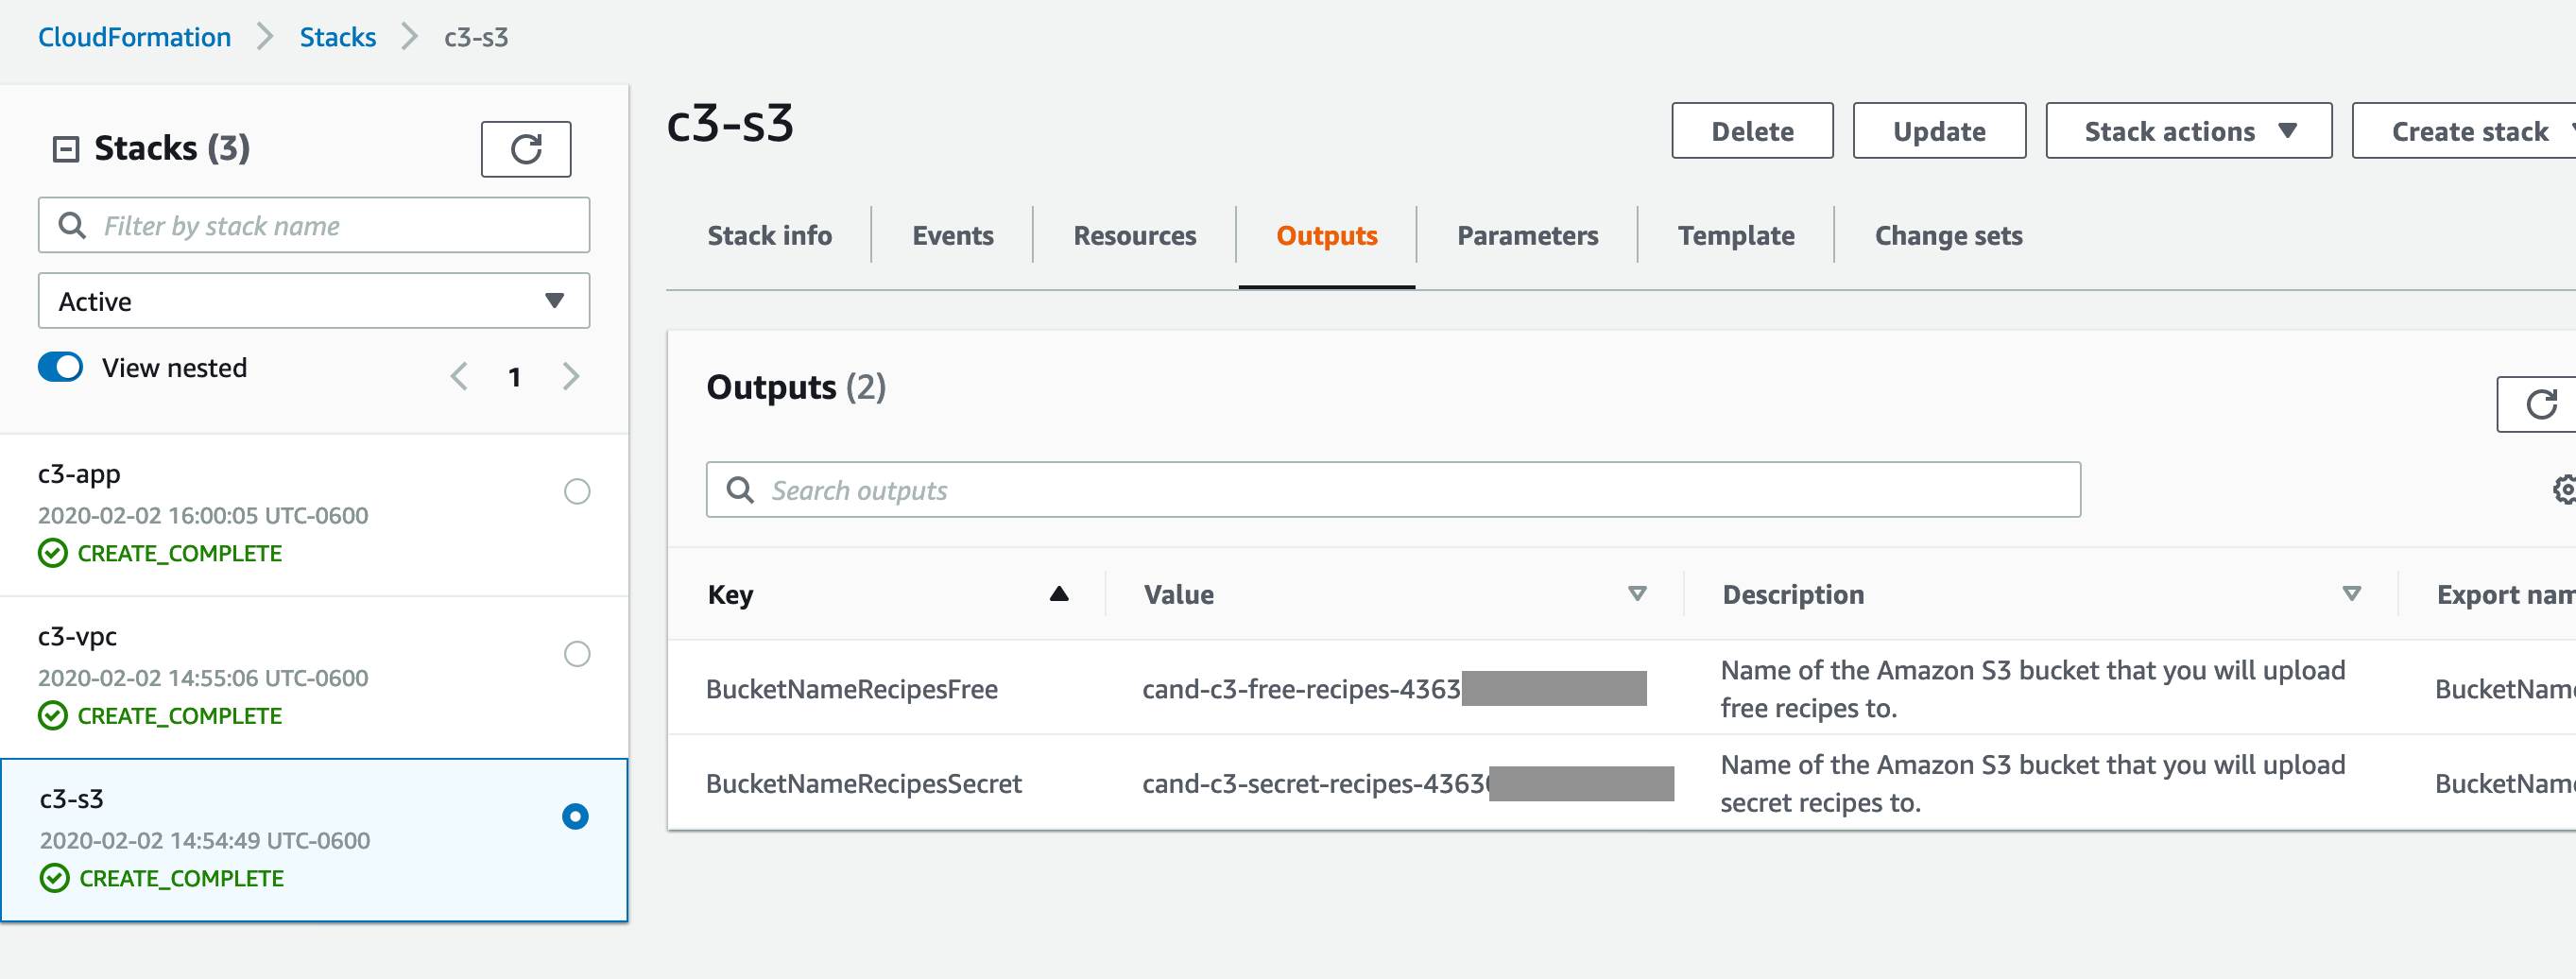 CloudFormation > Stacks > c3-s3
Stacks (3)
Filter by stack name
Active
View nested
1
c3-app
2020-02-02 16:00:05 UTC-0600
CREATE_COMPLETE
c3-vpc
2020-02-02 14:55:06 UTC-0600
CREATE_COMPLETE
c3-s3
2020-02-02 14:54:49 UTC-0600
CREATE_COMPLETE
c3-s3
Delete Update Stack actions Create stack
Stack info Events Resources Outputs Parameters Template Change sets
Outputs (2)
Search outputs
Key Value Description Export nam
BucketNameRecipesFree cand-c3-free-recipes-4363 Name of the Amazon S3 bucket that you will upload BucketName
free recipes to.
BucketNameRecipesSecret cand-c3-secret-recipes-4363 Name of the Amazon S3 bucket that you will upload BucketName
secret recipes to.